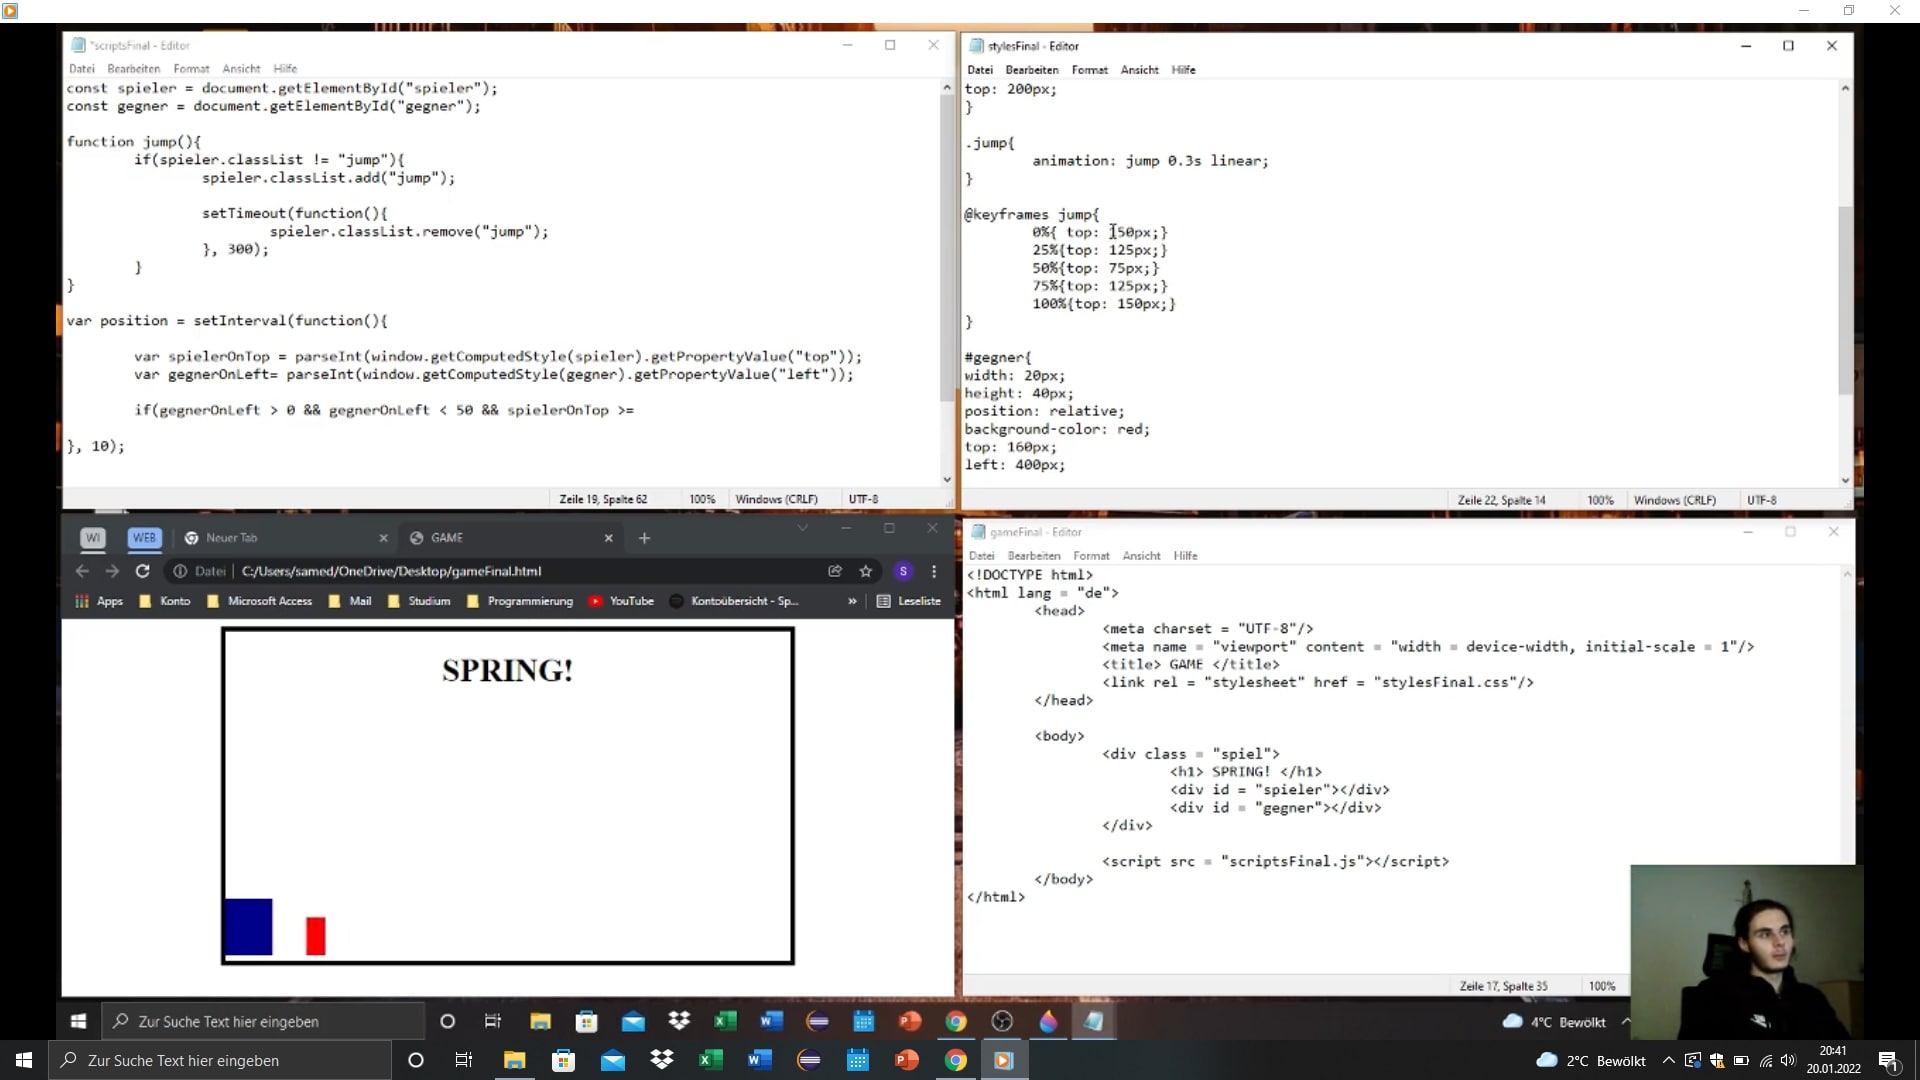 *scriptsFinal - Editor
Datei Bearbeiten Format Ansicht Hilfe
const spieler = document.getElementById("spieler");
const gegner = document.getElementById("gegner");
function jump(){
if(spieler.classList != "jump"){
spieler.classList.add("jump");
setTimeout(function(){
spieler.classList.remove("jump");
}, 300);
}
}
var position = setInterval(function(){
var spielerOnTop = parseInt(window.getComputedStyle(spieler).getPropertyValue("top"));
var gegnerOnLeft= parseInt(window.getComputedStyle(gegner).getPropertyValue("left"));
if(gegnerOnLeft > 0 && gegnerOnLeft < 50 && spielerOnTop >=
}, 10);
Zeile 19, Spalte 62 100% Windows (CRLF) UTF-8
stylesFinal - Editor
Datei Bearbeiten Format Ansicht Hilfe
top: 200px;
}
.jump{
animation: jump 0.3s linear;
}
@keyframes jump{
0%{ top: 150px;}
25%{top: 125px;}
50%{top: 75px;}
75%{top: 125px;}
100%{top: 150px;}
}
#gegner{
width: 20px;
height: 40px;
position: relative;
background-color: red;
top: 160px;
left: 400px;
Zeile 22, Spalte 14 100% Windows (CRLF) UTF-8
WI WEB Neuer Tab GAME
Datei C:/Users/samed/OneDrive/Desktop/gameFinal.html S
Apps Konto Microsoft Access Mail Studium Programmierung YouTube Kontoübersicht - Sp... » Leseliste
SPRING!
gameFinal - Editor
Datei Bearbeiten Format Ansicht Hilfe
<!DOCTYPE html>
<html lang = "de">
<head>
<meta charset = "UTF-8"/>
<meta name = "viewport" content = "width = device-width, initial-scale = 1"/>
<title> GAME </title>
<link rel = "stylesheet" href = "stylesFinal.css"/>
</head>
<body>
<div class = "spiel">
<h1> SPRING! </h1>
<div id = "spieler"></div>
<div id = "gegner"></div>
</div>
<script src = "scriptsFinal.js"></script>
</body>
</html>
Zeile 17, Spalte 35 100%
Zur Suche Text hier eingeben 4°C Bewölkt
Zur Suche Text hier eingeben 2°C Bewölkt 20:41
20.01.2022